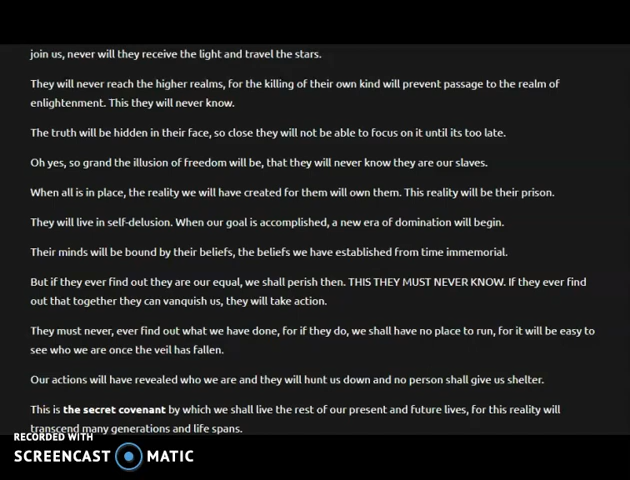 join us, never will they receive the light and travel the stars.
They will never reach the higher realms, for the killing of their own kind will prevent passage to the realm of
enlightenment. This they will never know.
The truth will be hidden in their face, so close they will not be able to focus on it until its too late.
Oh yes, so grand the illusion of freedom will be, that they will never know they are our slaves.
When all is in place, the reality we will have created for them will own them. This reality will be their prison.
They will live in self-delusion. When our goal is accomplished, a new era of domination will begin.
Their minds will be bound by their beliefs, the beliefs we have established from time immemorial.
But if they ever find out they are our equal, we shall perish then. THIS THEY MUST NEVER KNOW. If they ever find
out that together they can vanquish us, they will take action.
They must never, ever find out what we have done, for if they do, we shall have no place to run, for it will be easy to
see who we are once the veil has fallen.
Our actions will have revealed who we are and they will hunt us down and no person shall give us shelter.
This is the secret covenant by which we shall live the rest of our present and future lives, for this reality will
transcend many generations and life spans.
RECORDED WITH
SCREENCAST MATIC